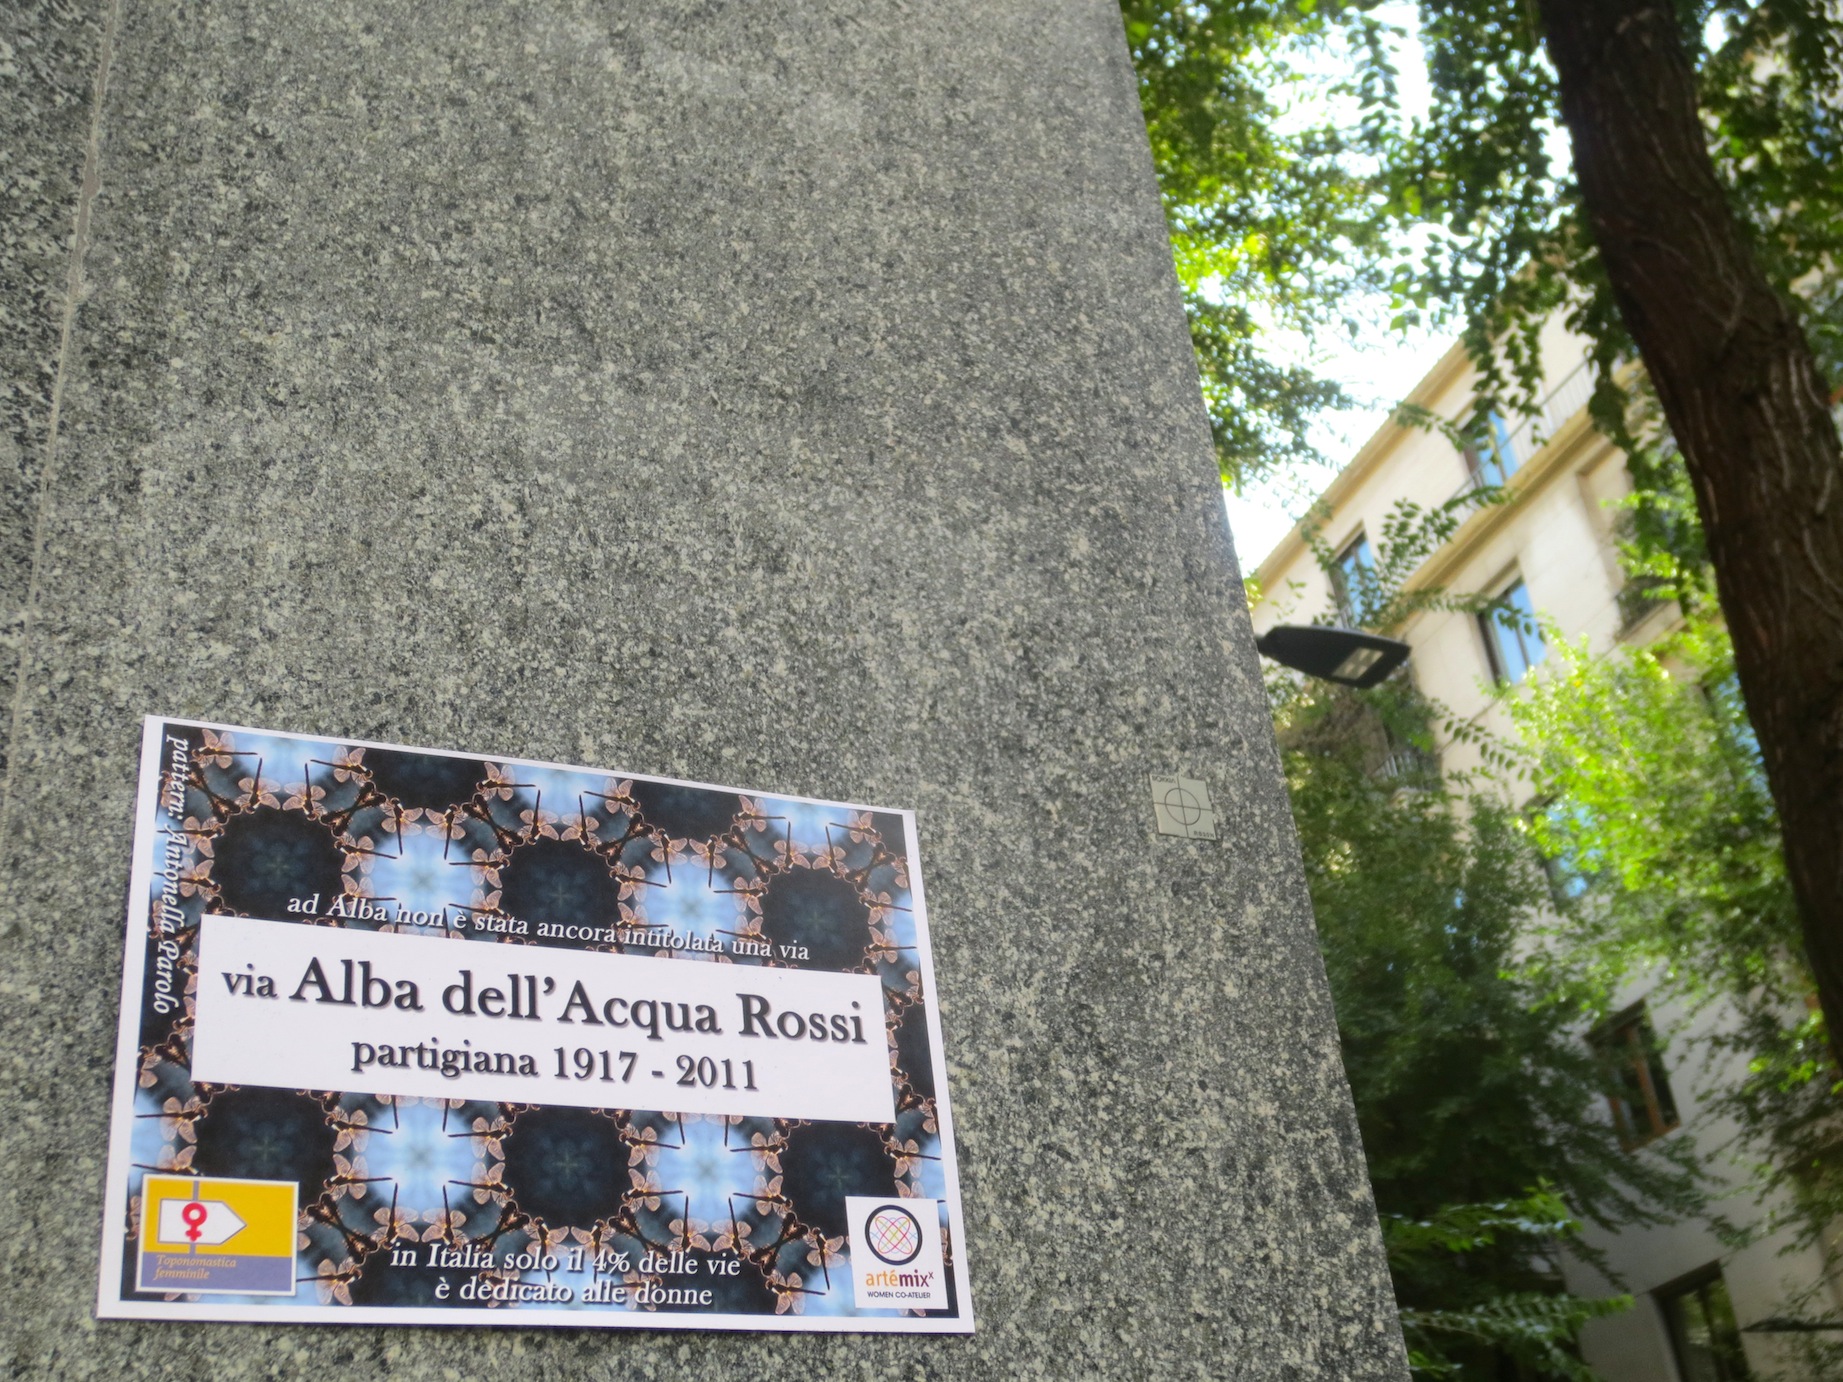 pattern: Antonella Parolo
ad Alba non è stata ancora intitolata una via
via Alba dell'Acqua Rossi
partigiana 1917 - 2011
in Italia solo il 4% delle vie
è dedicato alle donne
Toponomastica
femminile
artémixx
WOMEN CO-ATELIER